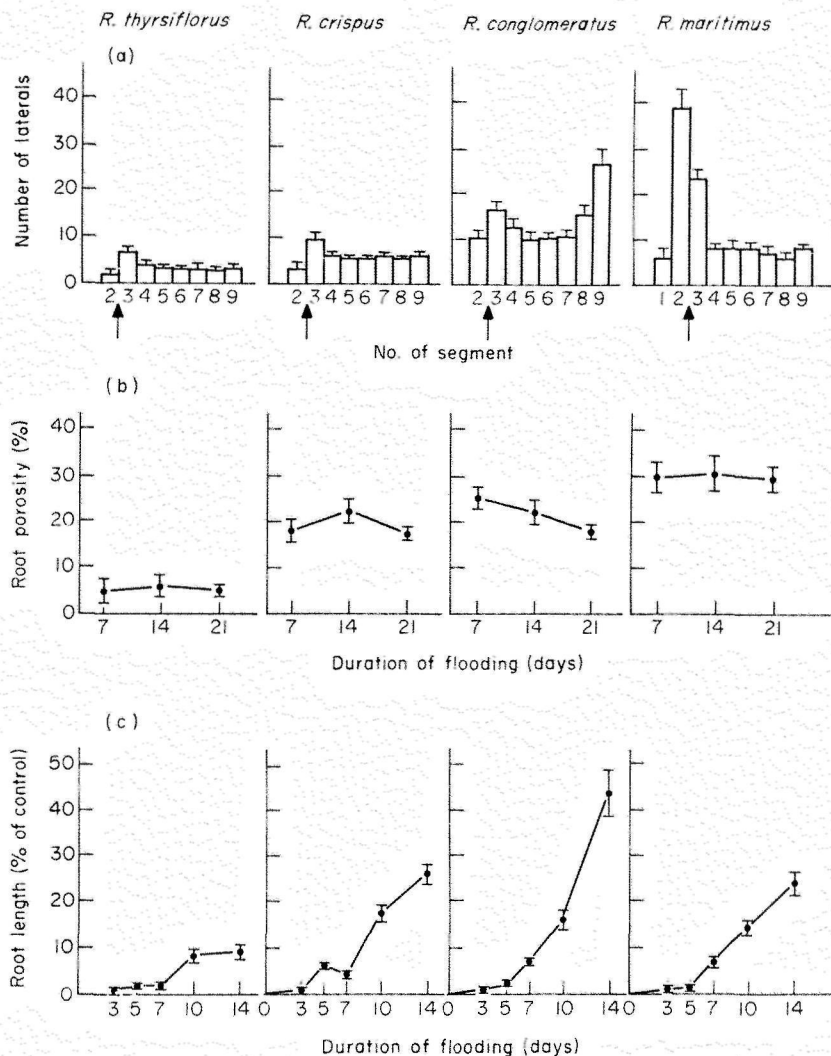 R. thyrsiflorus R. crispus R. conglomeratus R. maritimus
(a)
Number of laterals
40
30
20
10
0
2 3 4 5 6 7 8 9 2 3 4 5 6 7 8 9 2 3 4 5 6 7 8 9 1 2 3 4 5 6 7 8 9
No. of segment
(b)
Root porosity (%)
40
30
20
10
0
7 14 21 7 14 21 7 14 21 7 14 21
Duration of flooding (days)
(c)
Root length (% of control)
50
40
30
20
10
0
3 5 7 10 14 0 3 5 7 10 14 0 3 5 7 10 14 0 3 5 7 10 14
Duration of flooding (days)